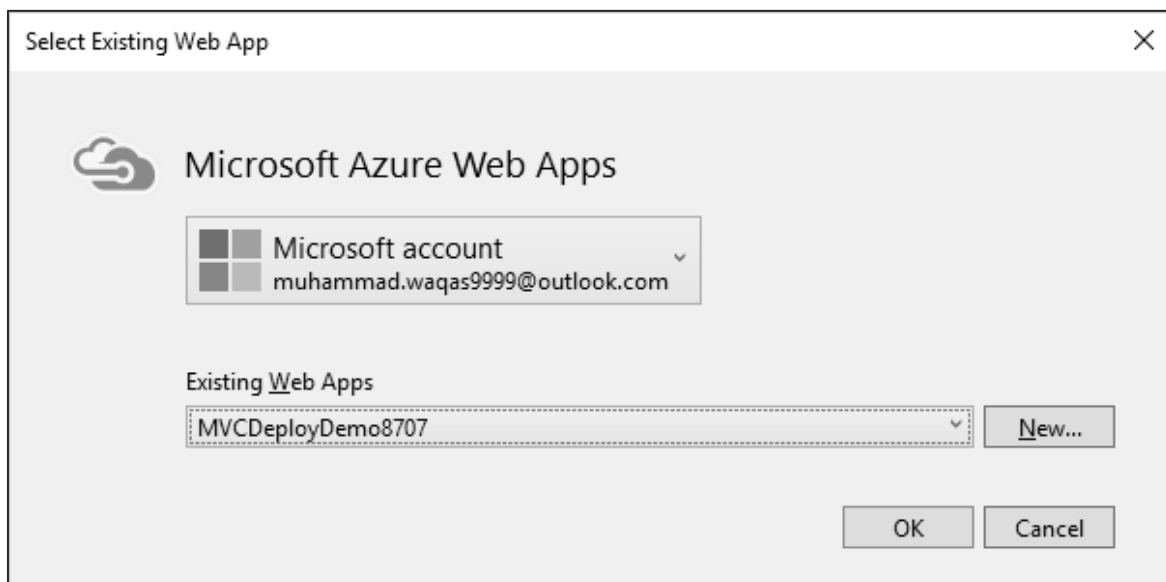 Select Existing Web App
Microsoft Azure Web Apps
Microsoft account
muhammad.waqas9999@outlook.com
Existing Web Apps
MVCDeployDemo8707
New...
OK
Cancel